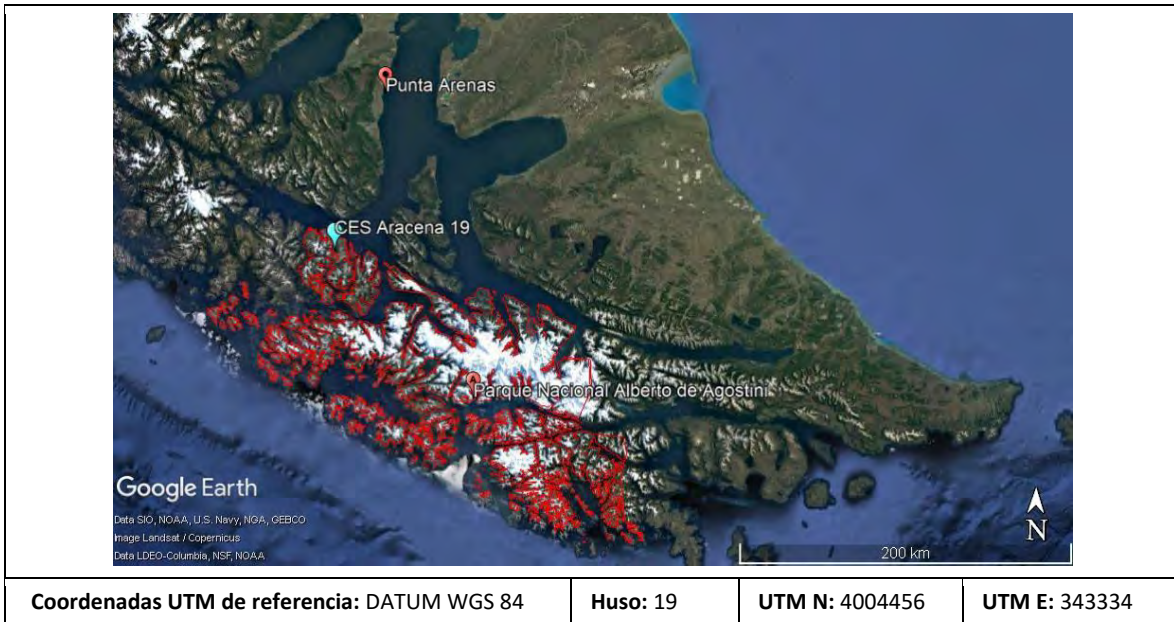 Punta Arenas
CES Aracena 19
Parque Nacional Alberto de Agostini
Google Earth
Data SIO, NOAA, U.S. Navy, NGA, GEBCO
Image Landsat / Copernicus
Data LDEO-Columbia, NSF, NOAA
N
200 km
Coordenadas UTM de referencia: DATUM WGS 84
Huso: 19
UTM N: 4004456
UTM E: 343334